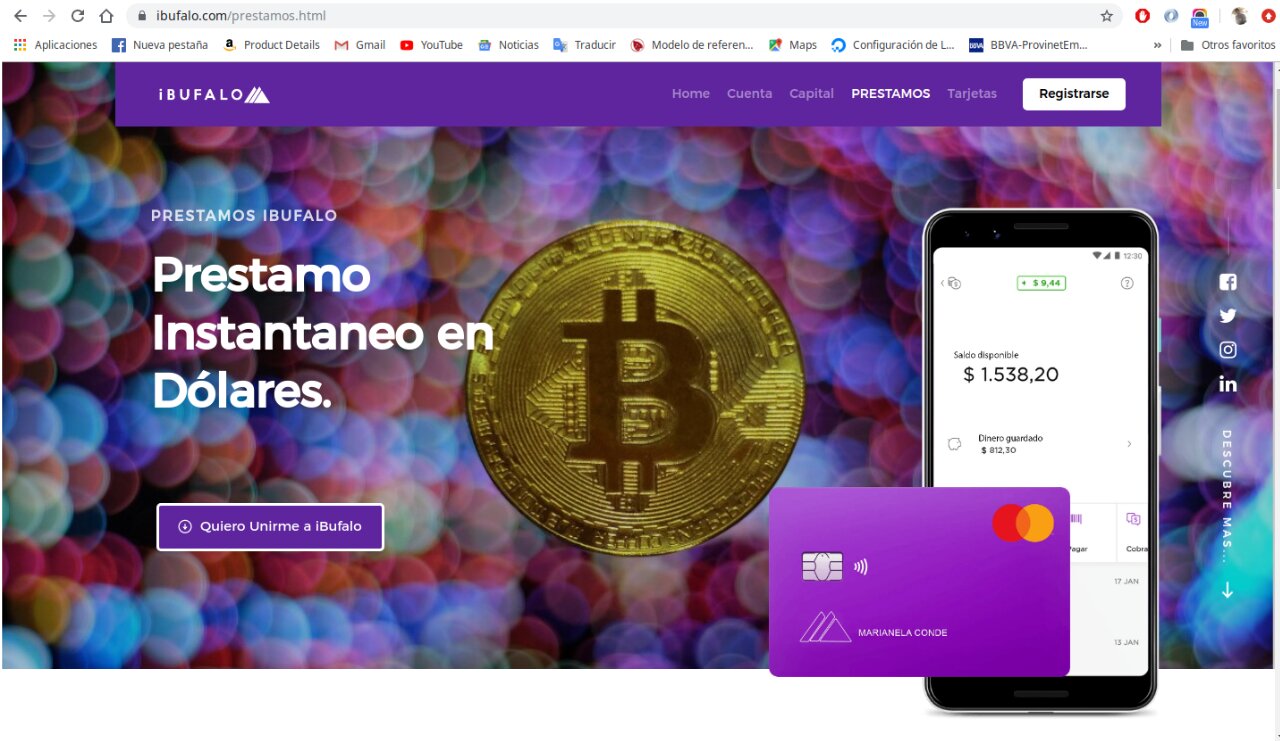 ibufalo.com/prestamos.html
New
Aplicaciones
Nueva pestaña
Product Details
Gmail
YouTube
Noticias
Traducir
Modelo de referen...
Maps
Configuración de L...
BBVA
BBVA-ProvinetEm...
»
Otros favoritos
iBUFALO
Home
Cuenta
Capital
PRESTAMOS
Tarjetas
Registrarse
PRESTAMOS IBUFALO
Prestamo
Instantaneo en
Dólares.
Quiero Unirme a iBufalo
12:30
$ 9,44
Saldo disponible
$ 1.538,20
Dinero guardado
$ 812,30
Pagar
Cobra
17 JAN
13 JAN
MARIANELA CONDE
DESCUBRE MAS...